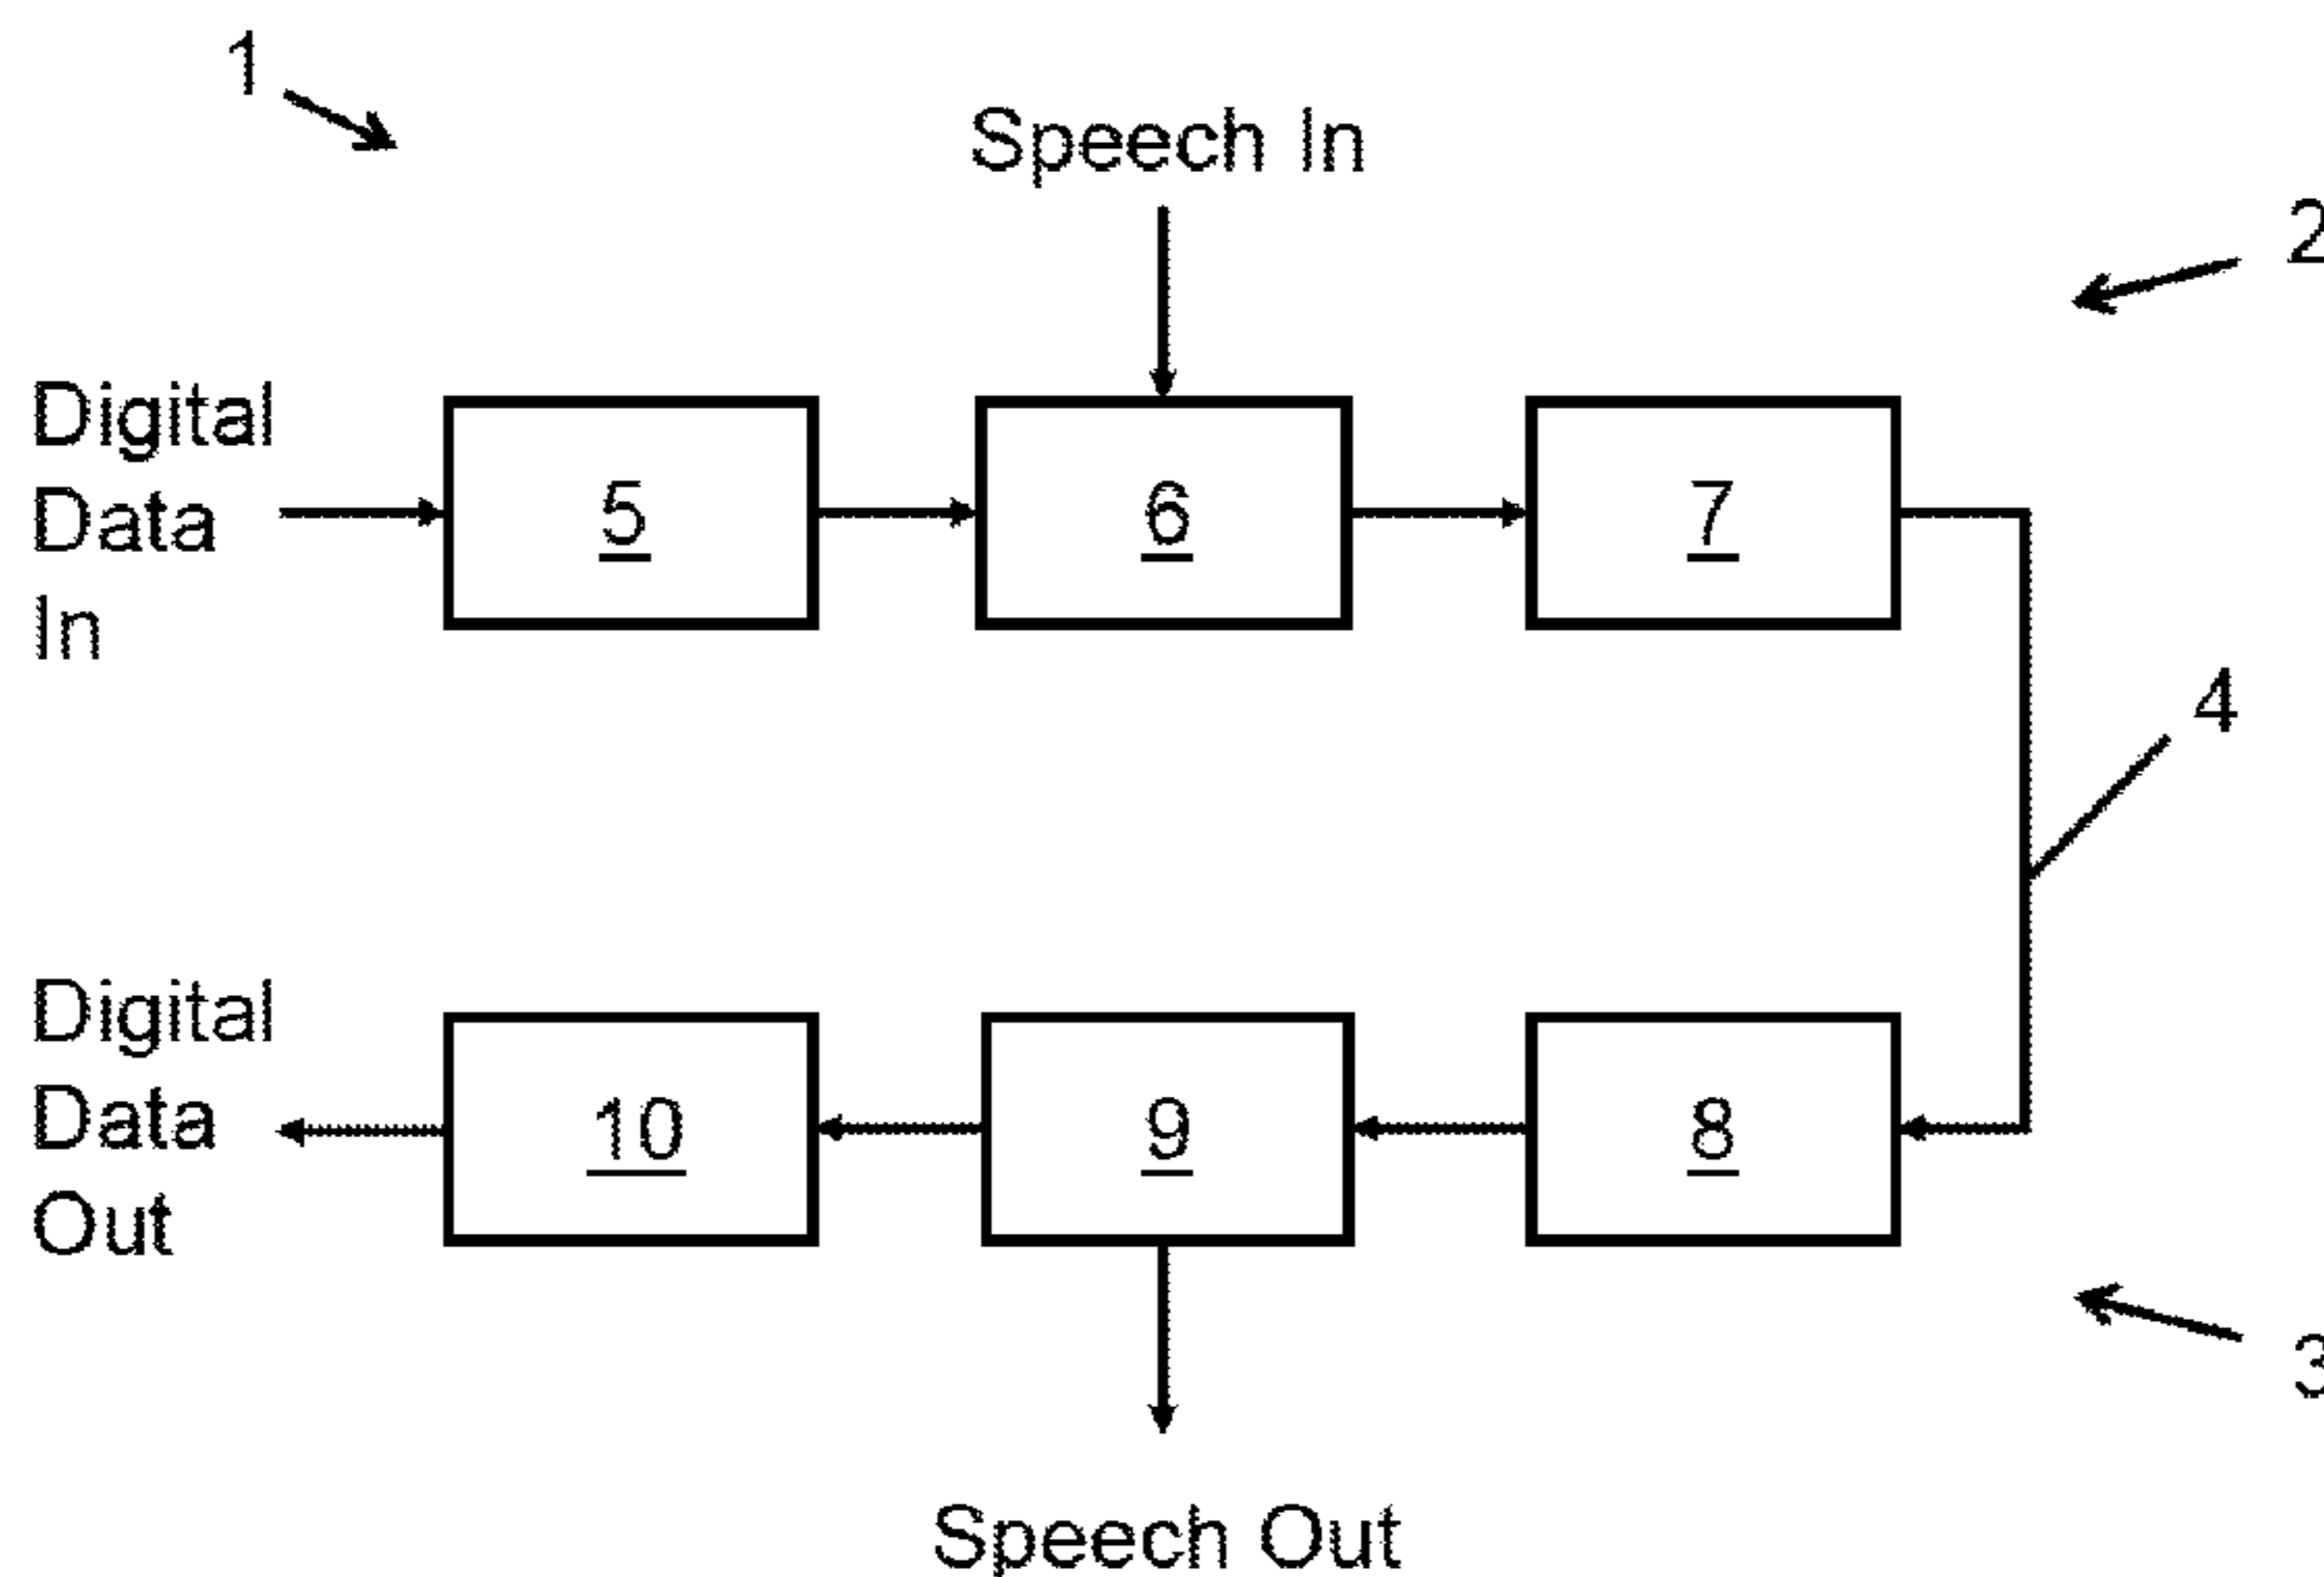 1
Speech In
2
Digital
Data
In
5
6
7
4
Digital
Data
Out
10
9
8
3
Speech Out